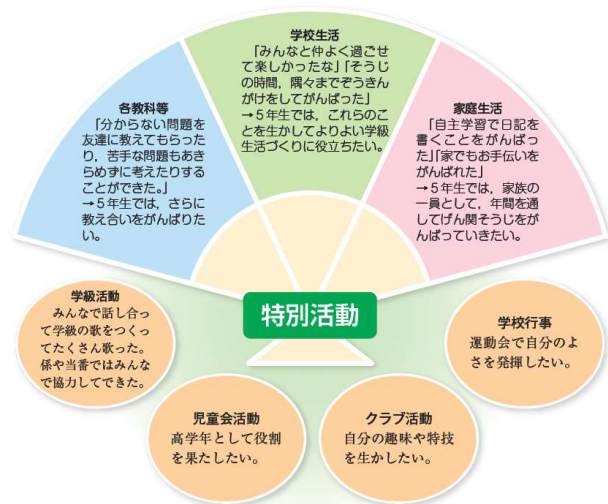 学校生活
「みんなと仲よく過ごせ
て楽しかったな」「そうじ
の時間，隅々までぞうきん
がけをしてがんばった」
→５年生では，これらのこ
とを生かしてよりよい学級
生活づくりに役立ちたい。
各教科等
「分からない問題を
友達に教えてもらった
り，苦手な問題もあき
らめずに考えたりする
ことができた。」
→５年生では，さらに
教え合いをがんばりた
い。
家庭生活
「自主学習で日記を
書くことをがんばっ
た」「家でもお手伝いを
がんばれた」
→５年生では，家族の
一員として，年間を通
してげん関そうじをが
んばっていきたい。
特別活動
学級活動
みんなで話し合っ
て学級の歌をつくっ
てたくさん歌った。
係や当番ではみんな
で協力してできた。
児童会活動
高学年として役割
を果たしたい。
クラブ活動
自分の趣味や特技
を生かしたい。
学校行事
運動会で自分のよ
さを発揮したい。